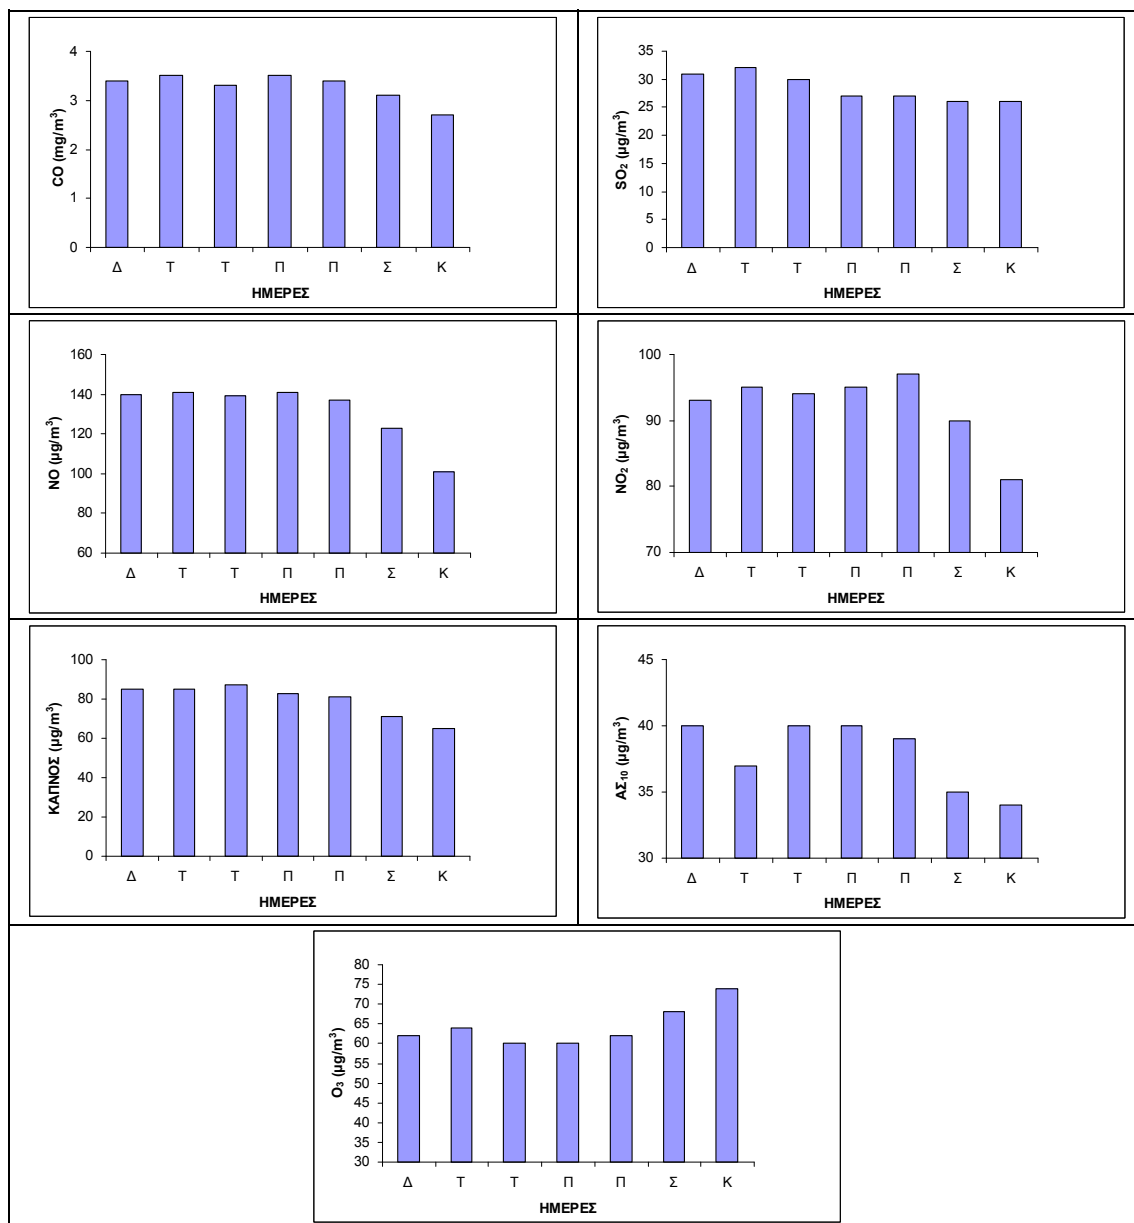 4
3
2
1
0
CO (mg/m³)
Δ Τ Τ Π Π Σ Κ
ΗΜΕΡΕΣ
35
30
25
20
15
10
5
0
SO₂ (μg/m³)
Δ Τ Τ Π Π Σ Κ
ΗΜΕΡΕΣ
160
140
120
100
80
60
NO (μg/m³)
Δ Τ Τ Π Π Σ Κ
ΗΜΕΡΕΣ
100
90
80
70
NO₂ (μg/m³)
Δ Τ Τ Π Π Σ Κ
ΗΜΕΡΕΣ
100
80
60
40
20
0
ΚΑΠΝΟΣ (μg/m³)
Δ Τ Τ Π Π Σ Κ
ΗΜΕΡΕΣ
45
40
35
30
ΑΣ₁₀ (μg/m³)
Δ Τ Τ Π Π Σ Κ
ΗΜΕΡΕΣ
80
75
70
65
60
55
50
45
40
35
30
O₃ (μg/m³)
Δ Τ Τ Π Π Σ Κ
ΗΜΕΡΕΣ